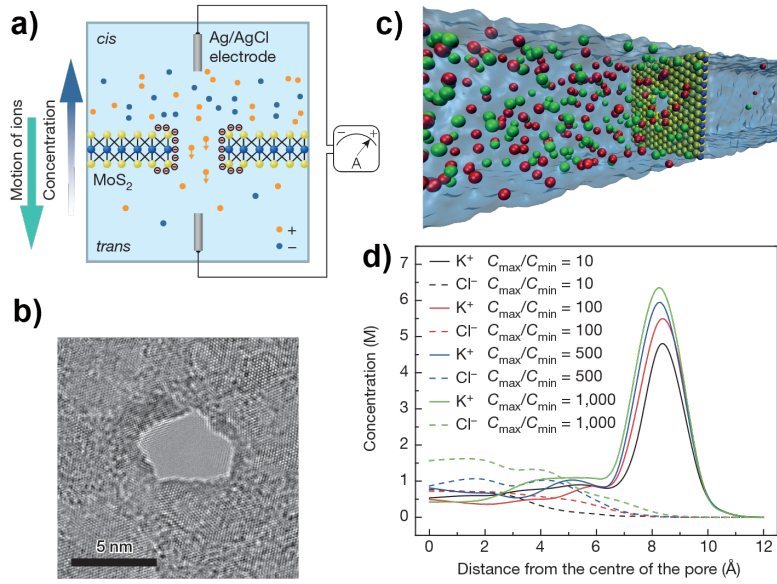 a)
cis
Ag/AgCl
electrode
Motion of ions
Concentration
MoS₂
− +
A
+
−
trans
b)
5 nm
c)
d)
Concentration (M)
7
6
5
4
3
2
1
0
K⁺ Cmax/Cmin = 10
Cl⁻ Cmax/Cmin = 10
K⁺ Cmax/Cmin = 100
Cl⁻ Cmax/Cmin = 100
K⁺ Cmax/Cmin = 500
Cl⁻ Cmax/Cmin = 500
K⁺ Cmax/Cmin = 1,000
Cl⁻ Cmax/Cmin = 1,000
0 2 4 6 8 10 12
Distance from the centre of the pore (Å)